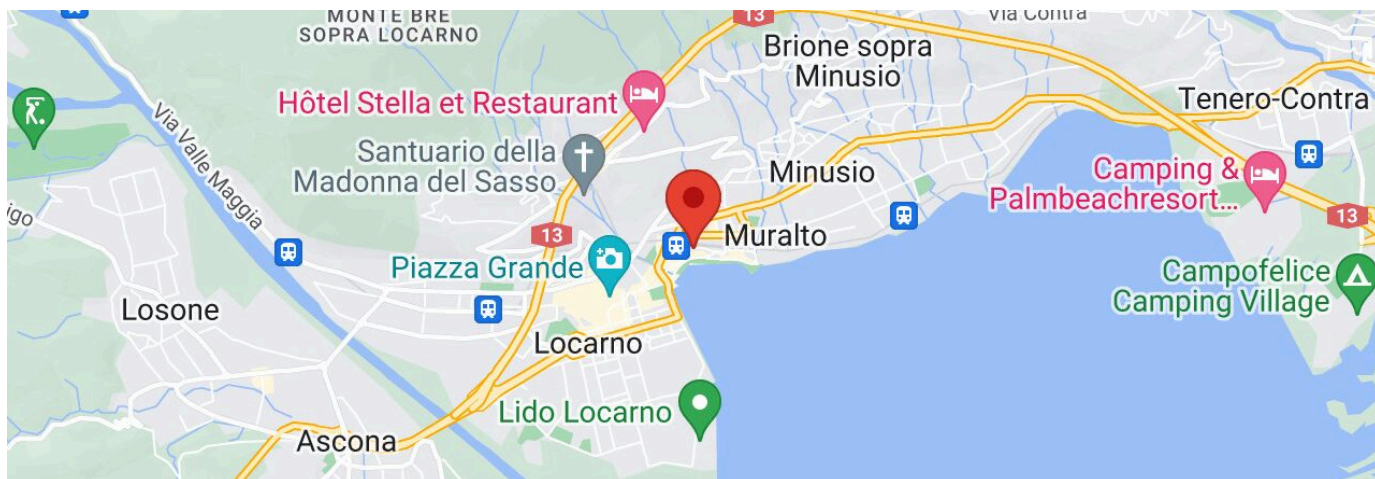 MONTE BRE
SOPRA LOCARNO
13
Via Contra
Brione sopra
Minusio
Hôtel Stella et Restaurant
Tenero-Contra
Via Valle Maggia
Santuario della
Madonna del Sasso
Minusio
Camping &
Palmbeachresort...
igo
13
13
Muralto
Piazza Grande
Campofelice
Camping Village
Losone
Locarno
Lido Locarno
Ascona